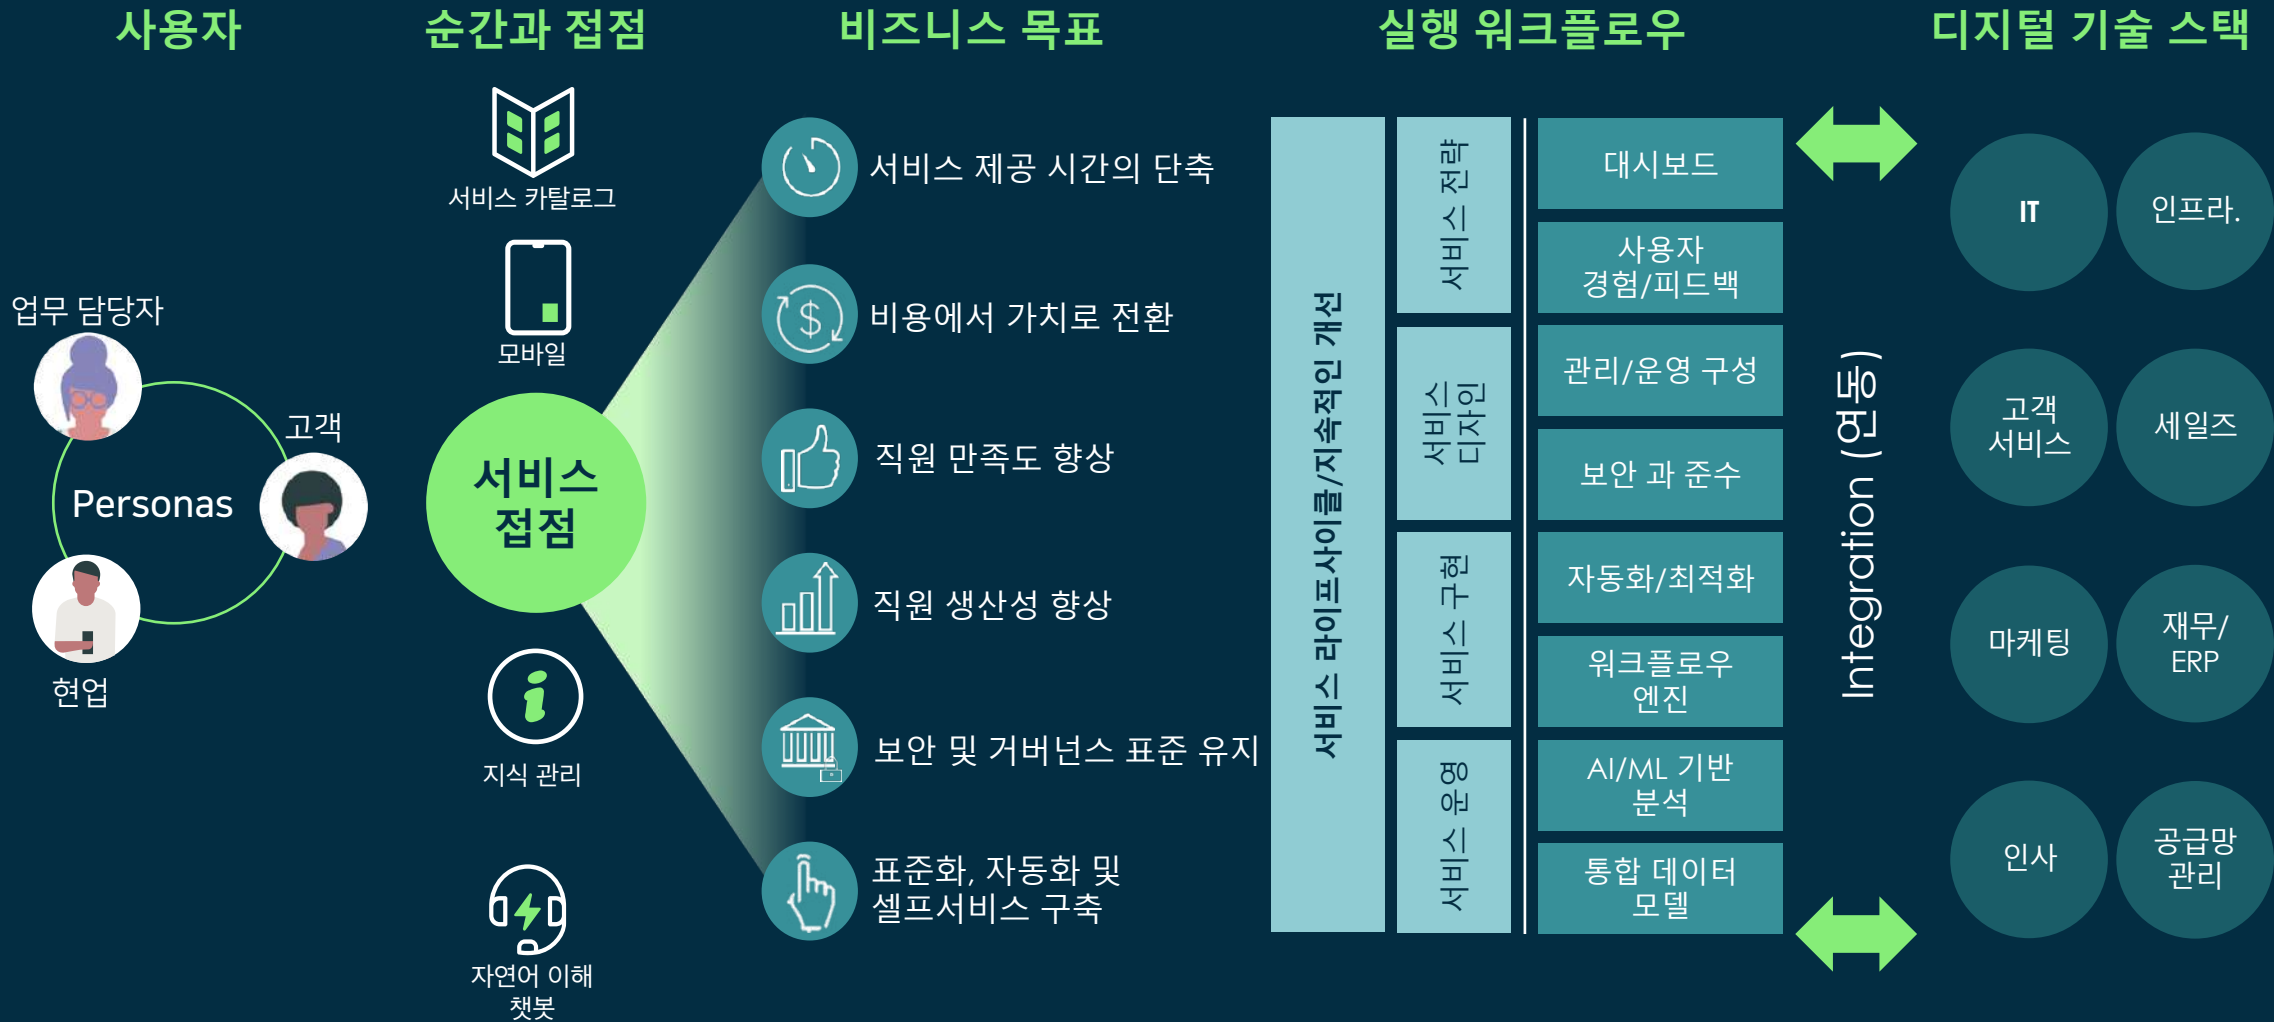 사용자
순간과 접점
비즈니스 목표
실행 워크플로우
디지털 기술 스택
업무 담당자
고객
Personas
현업
서비스 카탈로그
모바일
서비스
접점
지식 관리
자연어 이해
챗봇
서비스 제공 시간의 단축
비용에서 가치로 전환
직원 만족도 향상
직원 생산성 향상
보안 및 거버넌스 표준 유지
표준화, 자동화 및
셀프서비스 구축
서비스 라이프사이클/지속적인 개선
서비스 전략
서비스
디자인
서비스 구현
서비스 운영
대시보드
사용자
경험/피드백
관리/운영 구성
보안 과 준수
자동화/최적화
워크플로우
엔진
AI/ML 기반
분석
통합 데이터
모델
Integration (연동)
IT
인프라.
고객
서비스
세일즈
마케팅
재무/
ERP
인사
공급망
관리